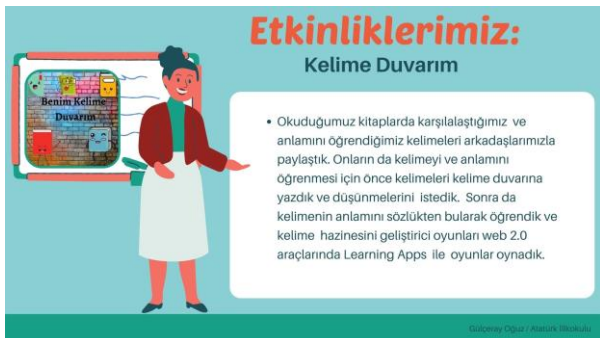 Etkinliklerimiz:
Kelime Duvarım
Benim Kelime
Duvarım
• Okuduğumuz kitaplarda karşılalaştığımız ve
anlamını öğrendiğimiz kelimeleri arkadaşlarımızla
paylaştık. Onların da kelimeyi ve anlamını
öğrenmesi için önce kelimeleri kelime duvarına
yazdık ve düşünmelerini istedik. Sonra da
kelimenin anlamını sözlükten bularak öğrendik ve
kelime hazinesini geliştirici oyunları web 2.0
araçlarında Learning Apps ile oyunlar oynadık.
Gülperay Oğuz / Atatürk İlkokulu